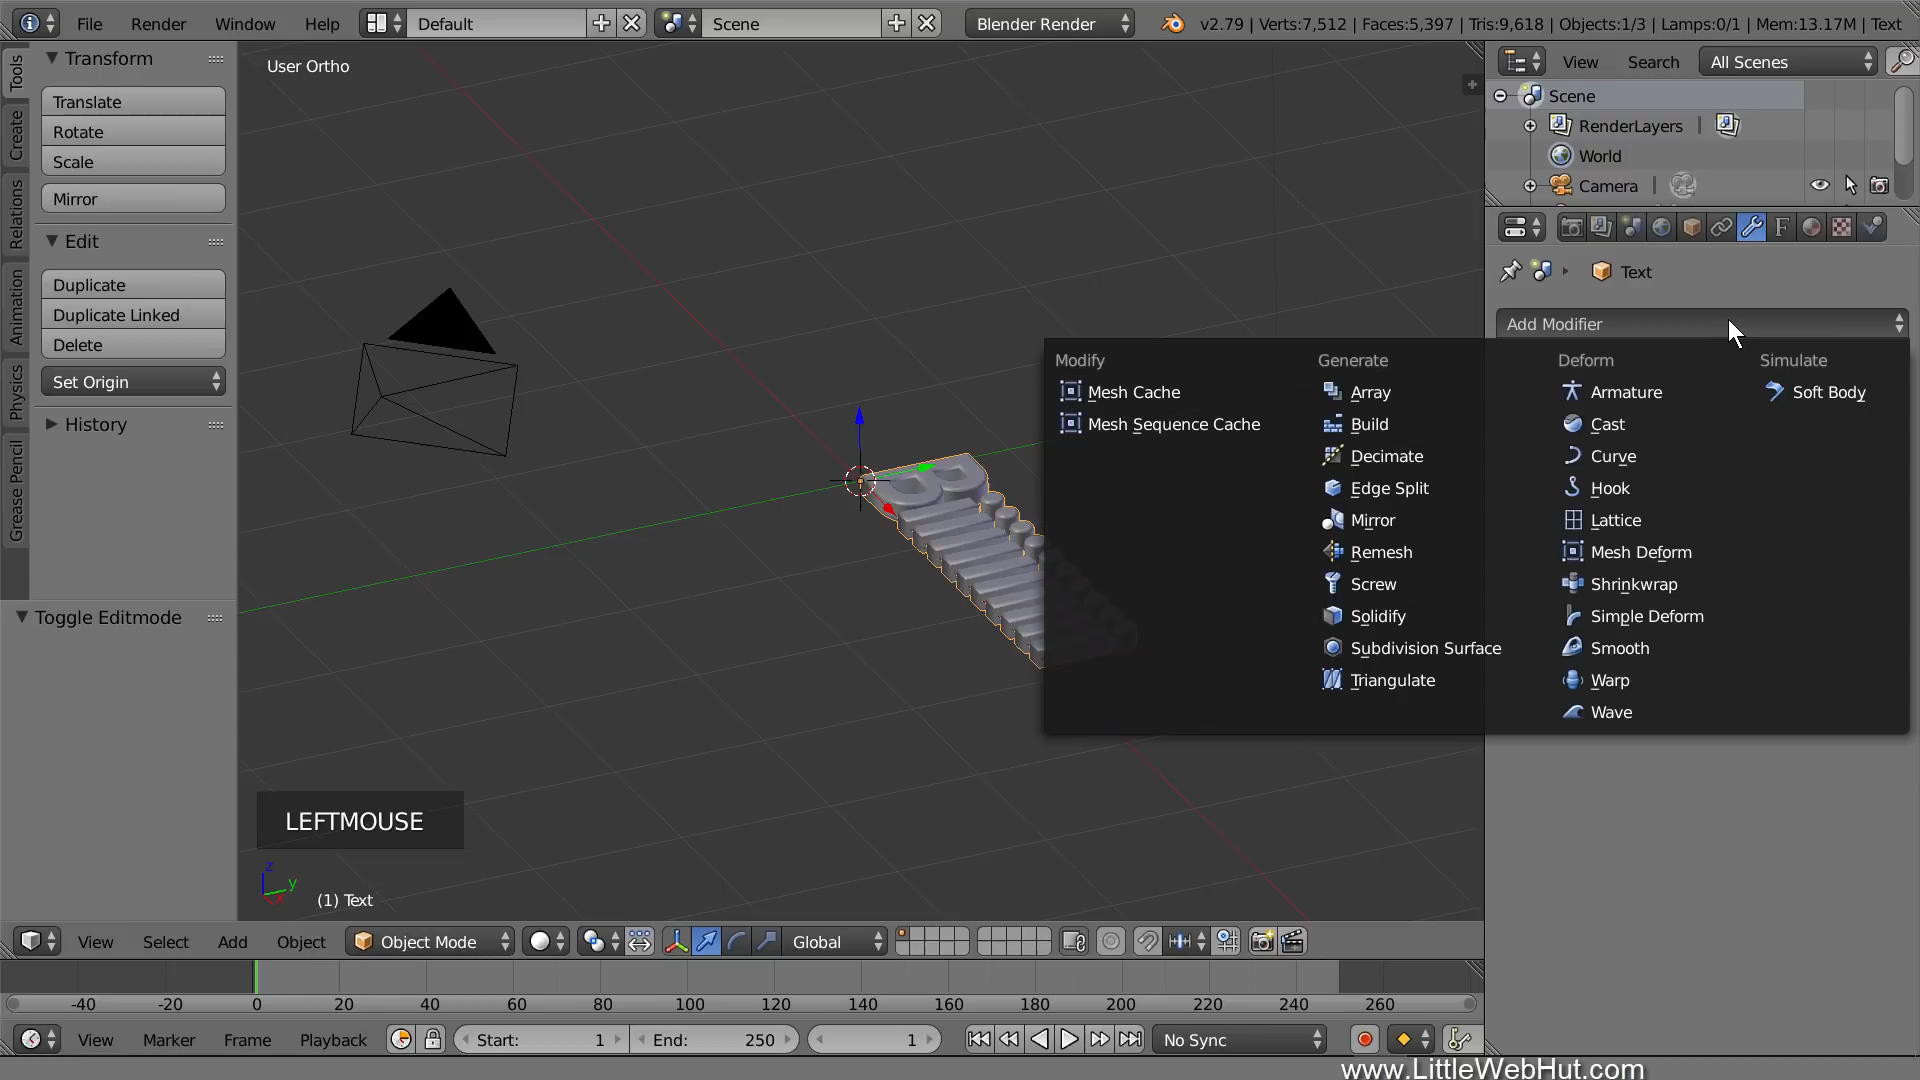 File Render Window Help Default Scene Blender Render v2.79 | Verts:7,512 | Faces:5,397 | Tris:9,618 | Objects:1/3 | Lamps:0/1 | Mem:13.17M | Text
Tools
Create
Relations
Animation
Physics
Grease Pencil
Transform
Translate
Rotate
Scale
Mirror
Edit
Duplicate
Duplicate Linked
Delete
Set Origin
History
Toggle Editmode
User Ortho
LEFTMOUSE
z
y
x
(1) Text
View Search All Scenes
Scene
RenderLayers |
World
Camera |
Text
Add Modifier
Modify
Mesh Cache
Mesh Sequence Cache
Generate
Array
Build
Decimate
Edge Split
Mirror
Remesh
Screw
Solidify
Subdivision Surface
Triangulate
Deform
Armature
Cast
Curve
Hook
Lattice
Mesh Deform
Shrinkwrap
Simple Deform
Smooth
Warp
Wave
Simulate
Soft Body
View Select Add Object Object Mode Global
-40 -20 0 20 40 60 80 100 120 140 160 180 200 220 240 260
View Marker Frame Playback Start: 1 End: 250 1 No Sync
www.LittleWebHut.com